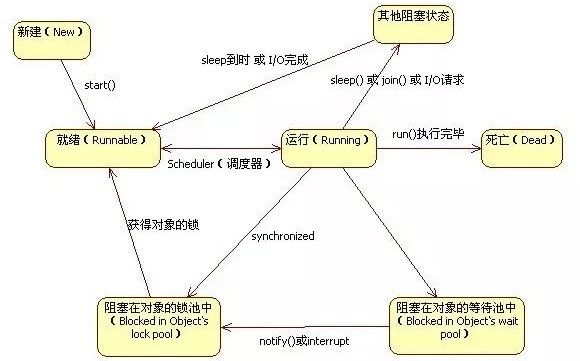 新建（New）
其他阻塞状态
sleep到时 或 I/O完成
start()
sleep() 或 join() 或 I/O请求
就绪（Runnable）
运行（Running）
run()执行完毕
死亡（Dead）
Scheduler（调度器）
获得对象的锁
synchronized
阻塞在对象的锁池中
（Blocked in Object's
lock pool）
阻塞在对象的等待池中
（Blocked in Object's wait
pool）
notify()或interrupt